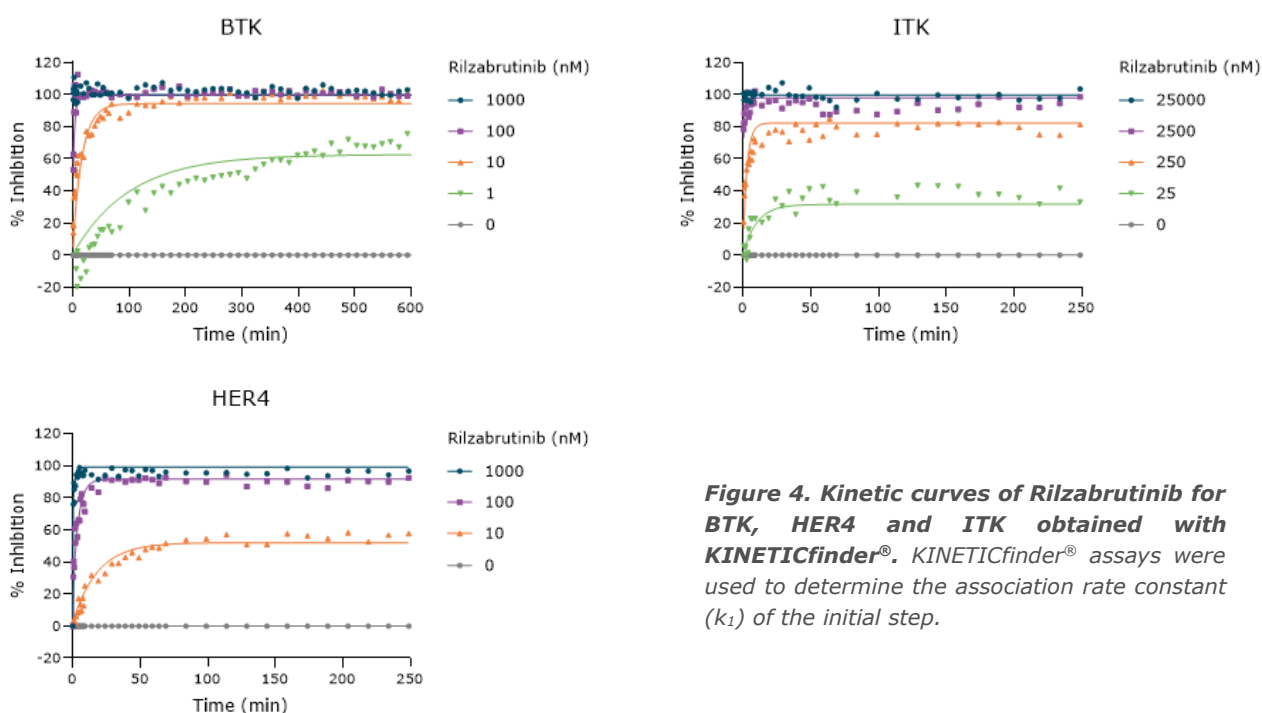 BTK
120
100
80
60
40
20
0
-20
% Inhibition
0 100 200 300 400 500 600
Time (min)
Rilzabrutinib (nM)
1000
100
10
1
0
ITK
120
100
80
60
40
20
0
-20
% Inhibition
0 50 100 150 200 250
Time (min)
Rilzabrutinib (nM)
25000
2500
250
25
0
HER4
120
100
80
60
40
20
0
-20
% Inhibition
0 50 100 150 200 250
Time (min)
Rilzabrutinib (nM)
1000
100
10
0
Figure 4. Kinetic curves of Rilzabrutinib for
BTK, HER4 and ITK obtained with
KINETICfinder®. KINETICfinder® assays were
used to determine the association rate constant
(k₁) of the initial step.